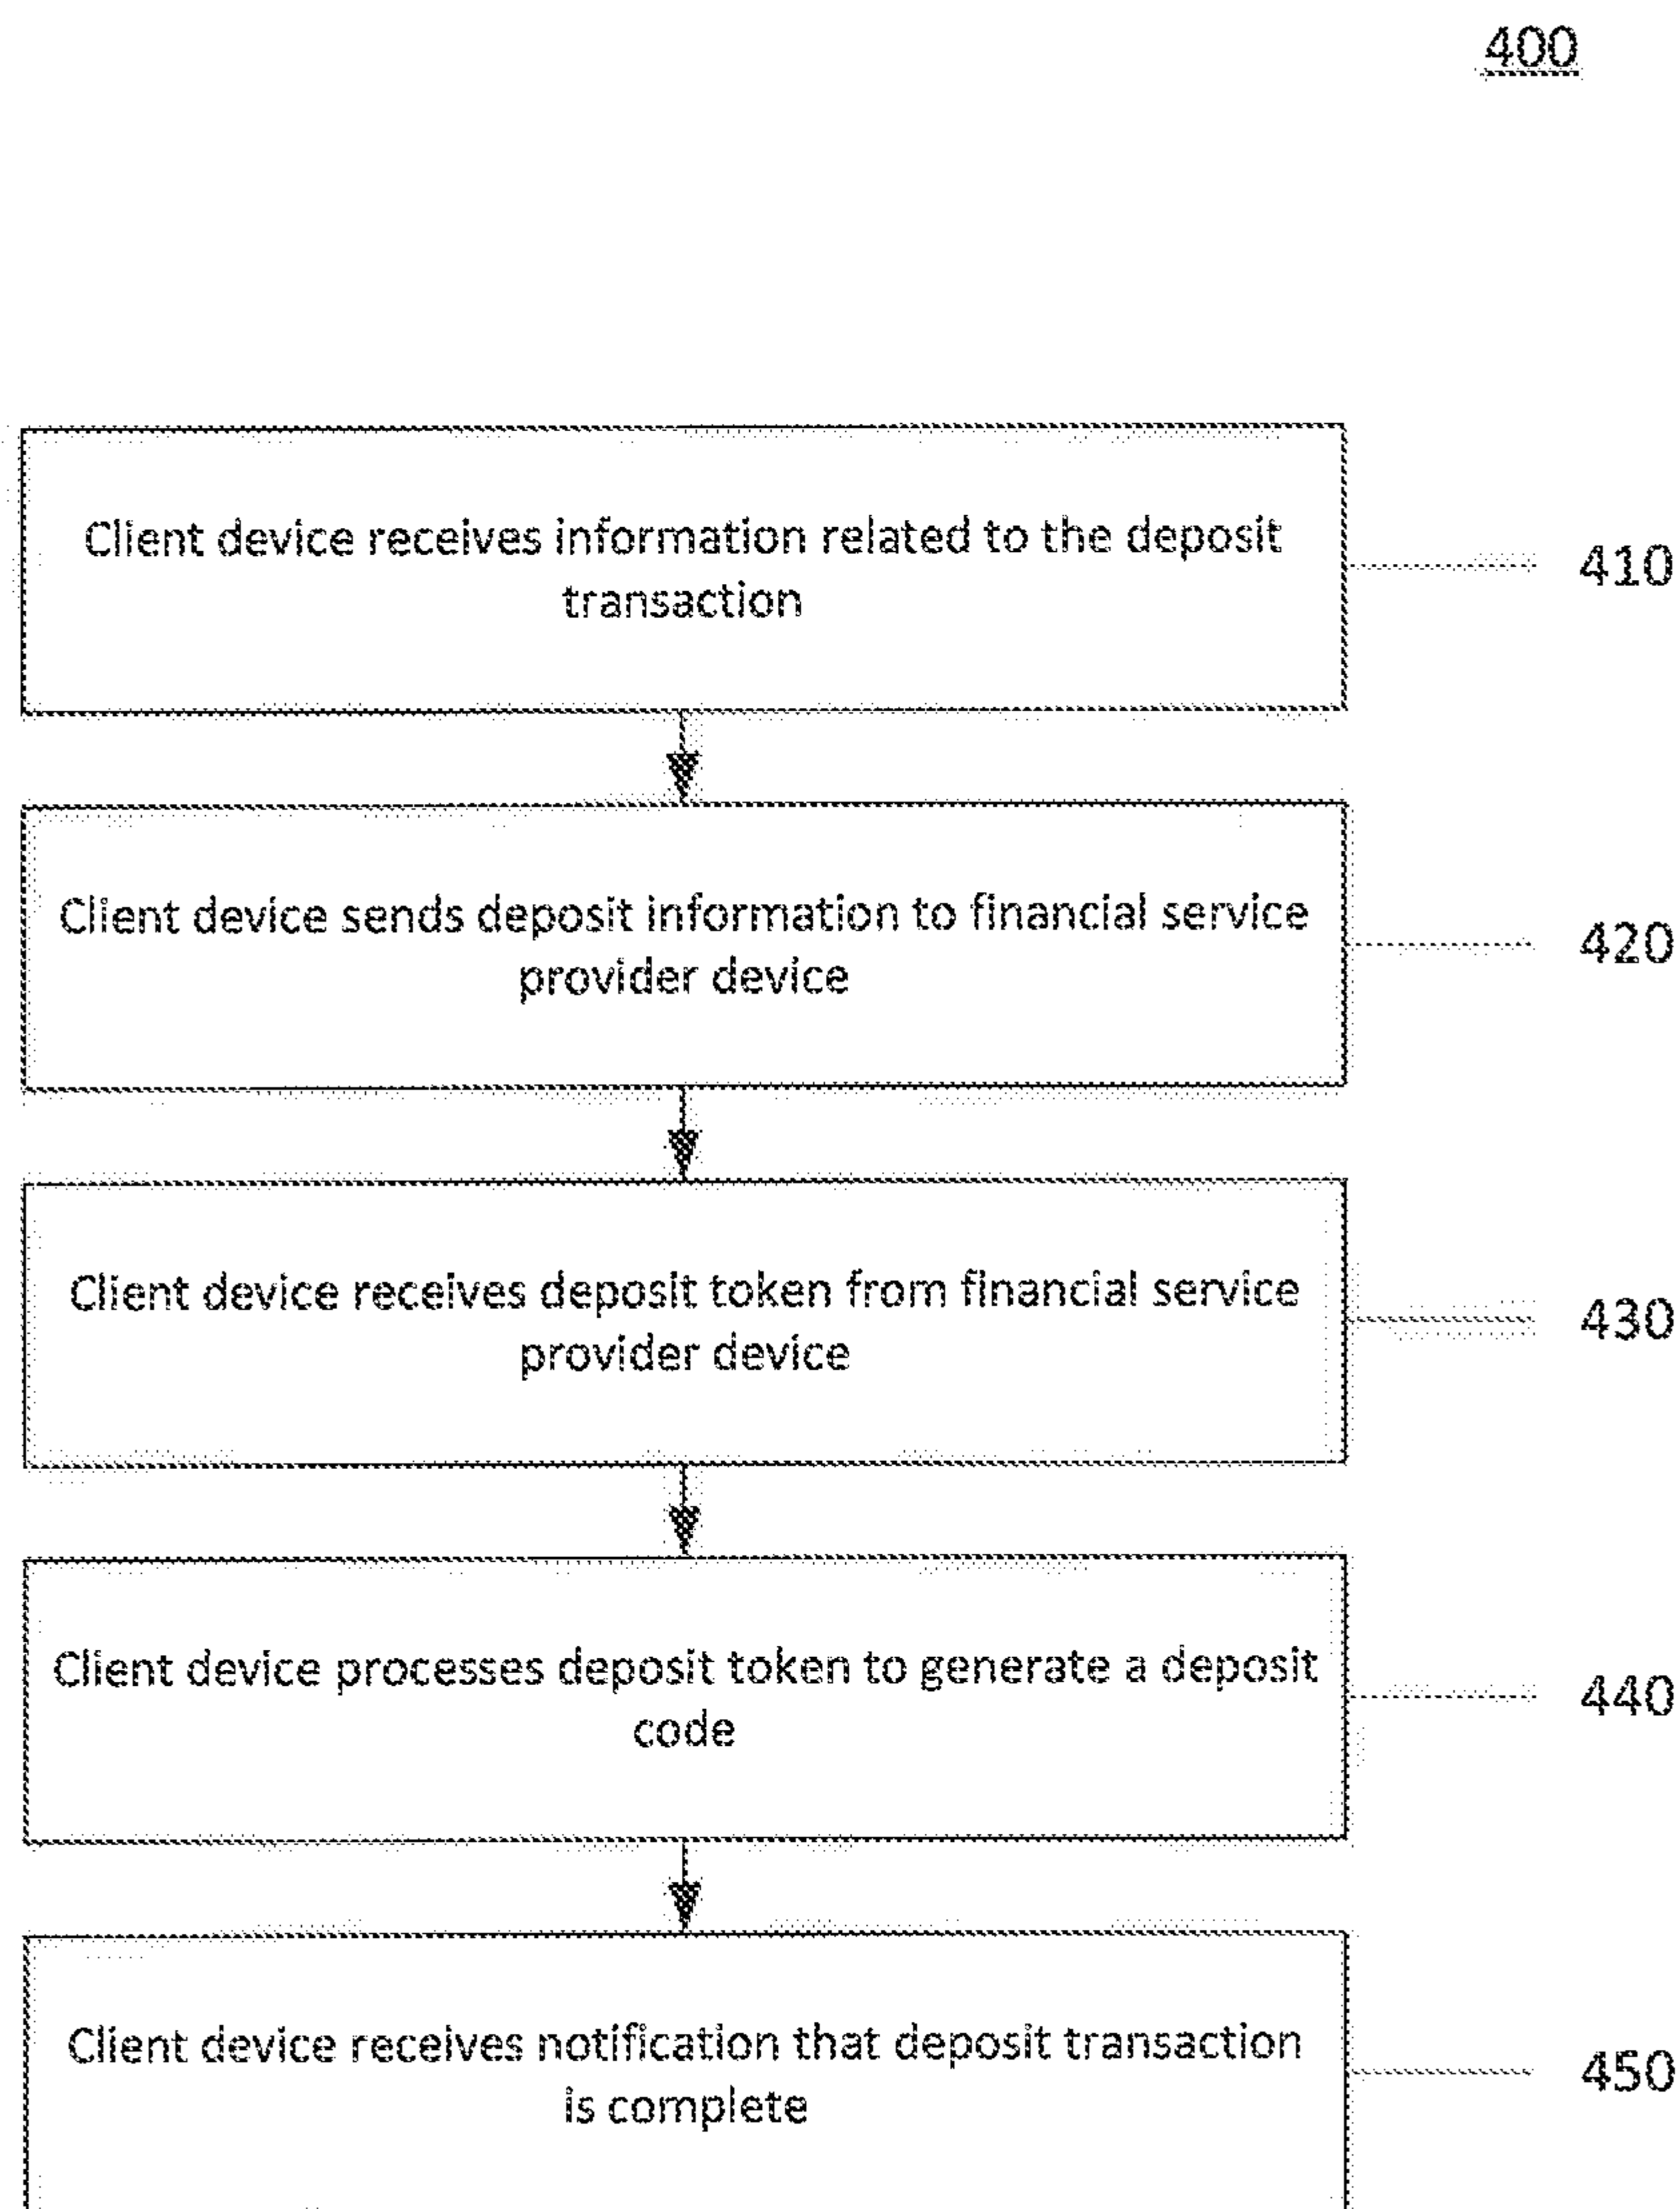 400
Client device receives information related to the deposit
transaction
410
Client device sends deposit information to financial service
provider device
420
Client device receives deposit token from financial service
provider device
430
Client device processes deposit token to generate a deposit
code
440
Client device receives notification that deposit transaction
is complete
450